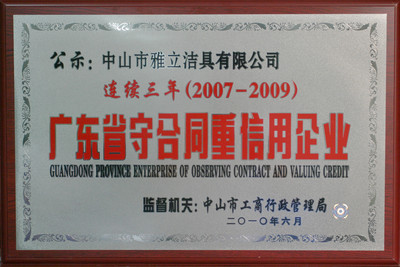 公示：中山市雅立洁具有限公司
连续三年(2007-2009)
广东省守合同重信用企业
GUANGDONG PROVINCE ENTERPRISE OF OBSERVING CONTRACT AND VALUING CREDIT
监督机关：中山市工商行政管理局
二〇一〇年六月